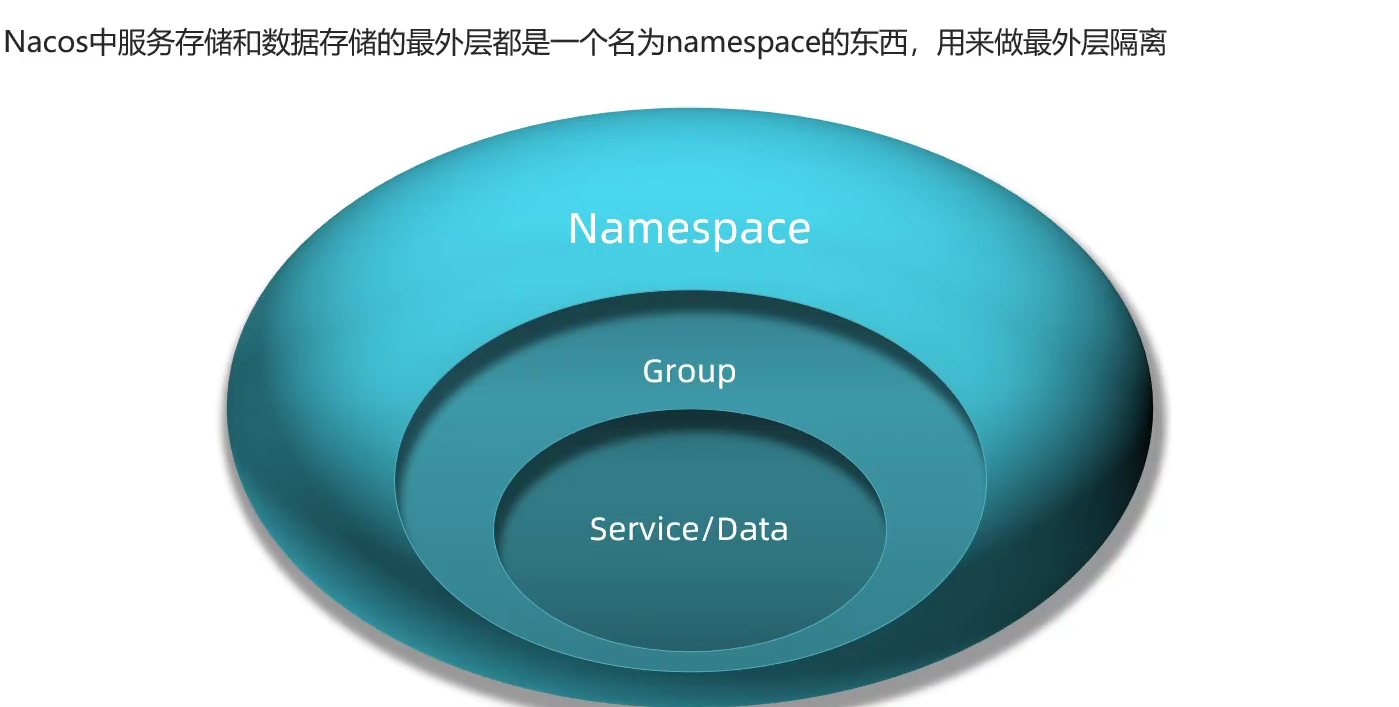 Nacos中服务存储和数据存储的最外层都是一个名为namespace的东西，用来做最外层隔离
Namespace
Group
Service/Data